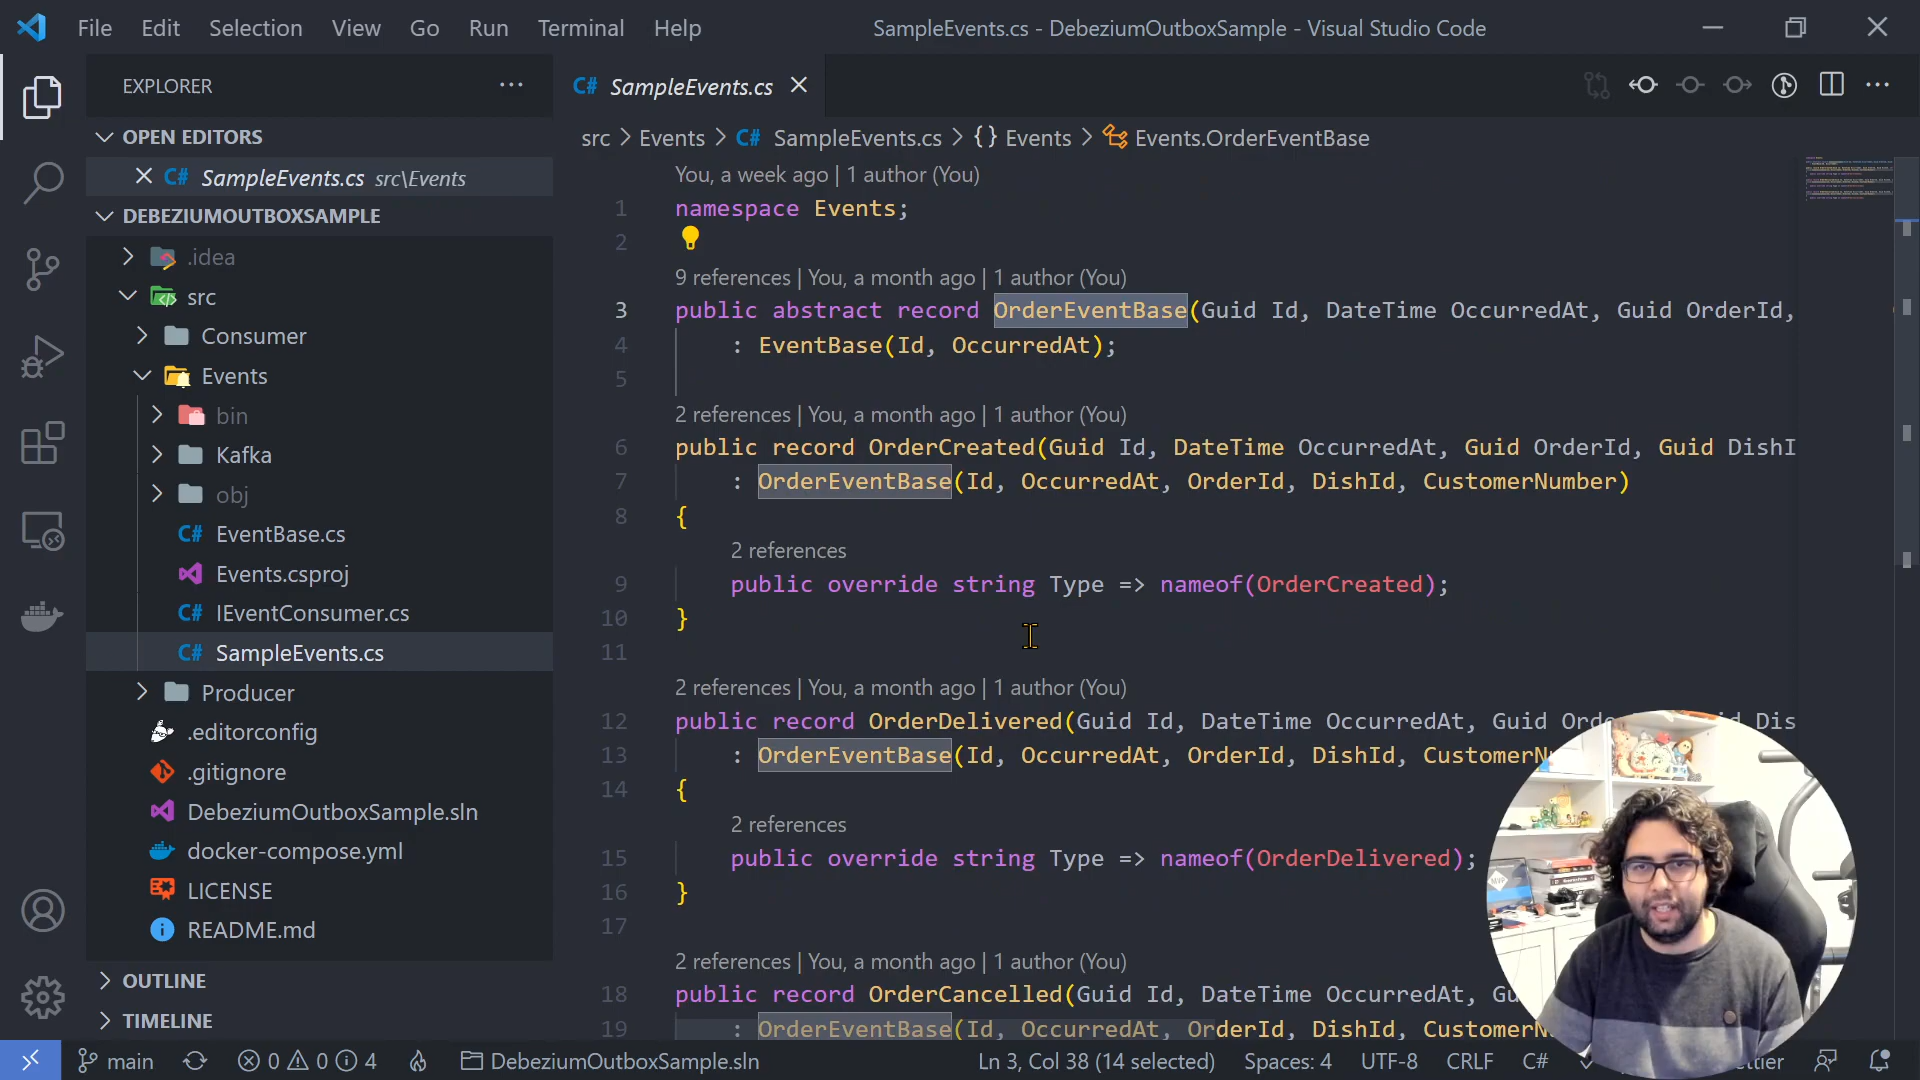 File Edit Selection View Go Run Terminal Help
SampleEvents.cs - DebeziumOutboxSample - Visual Studio Code
EXPLORER
OPEN EDITORS
SampleEvents.cs src\Events
DEBEZIUMOUTBOXSAMPLE
.idea
src
Consumer
Events
bin
Kafka
obj
EventBase.cs
Events.csproj
IEventConsumer.cs
SampleEvents.cs
Producer
.editorconfig
.gitignore
DebeziumOutboxSample.sln
docker-compose.yml
LICENSE
README.md
OUTLINE
TIMELINE
SampleEvents.cs
src > Events > C# SampleEvents.cs > {} Events > Events.OrderEventBase
You, a week ago | 1 author (You)
1 namespace Events;
2
9 references | You, a month ago | 1 author (You)
3 public abstract record OrderEventBase(Guid Id, DateTime OccurredAt, Guid OrderId,
4 : EventBase(Id, OccurredAt);
5
2 references | You, a month ago | 1 author (You)
6 public record OrderCreated(Guid Id, DateTime OccurredAt, Guid OrderId, Guid DishI
7 : OrderEventBase(Id, OccurredAt, OrderId, DishId, CustomerNumber)
8 {
2 references
9 public override string Type => nameof(OrderCreated);
10 }
11
2 references | You, a month ago | 1 author (You)
12 public record OrderDelivered(Guid Id, DateTime OccurredAt, Guid Ord Dis
13 : OrderEventBase(Id, OccurredAt, OrderId, DishId, CustomerN
14 {
2 references
15 public override string Type => nameof(OrderDelivered);
16 }
17
2 references | You, a month ago | 1 author (You)
18 public record OrderCancelled(Guid Id, DateTime OccurredAt, Gu
19 : OrderEventBase(Id, OccurredAt, OrderId, DishId, CustomerN
main 0 0 4 DebeziumOutboxSample.sln Ln 3, Col 38 (14 selected) Spaces: 4 UTF-8 CRLF C# ettier